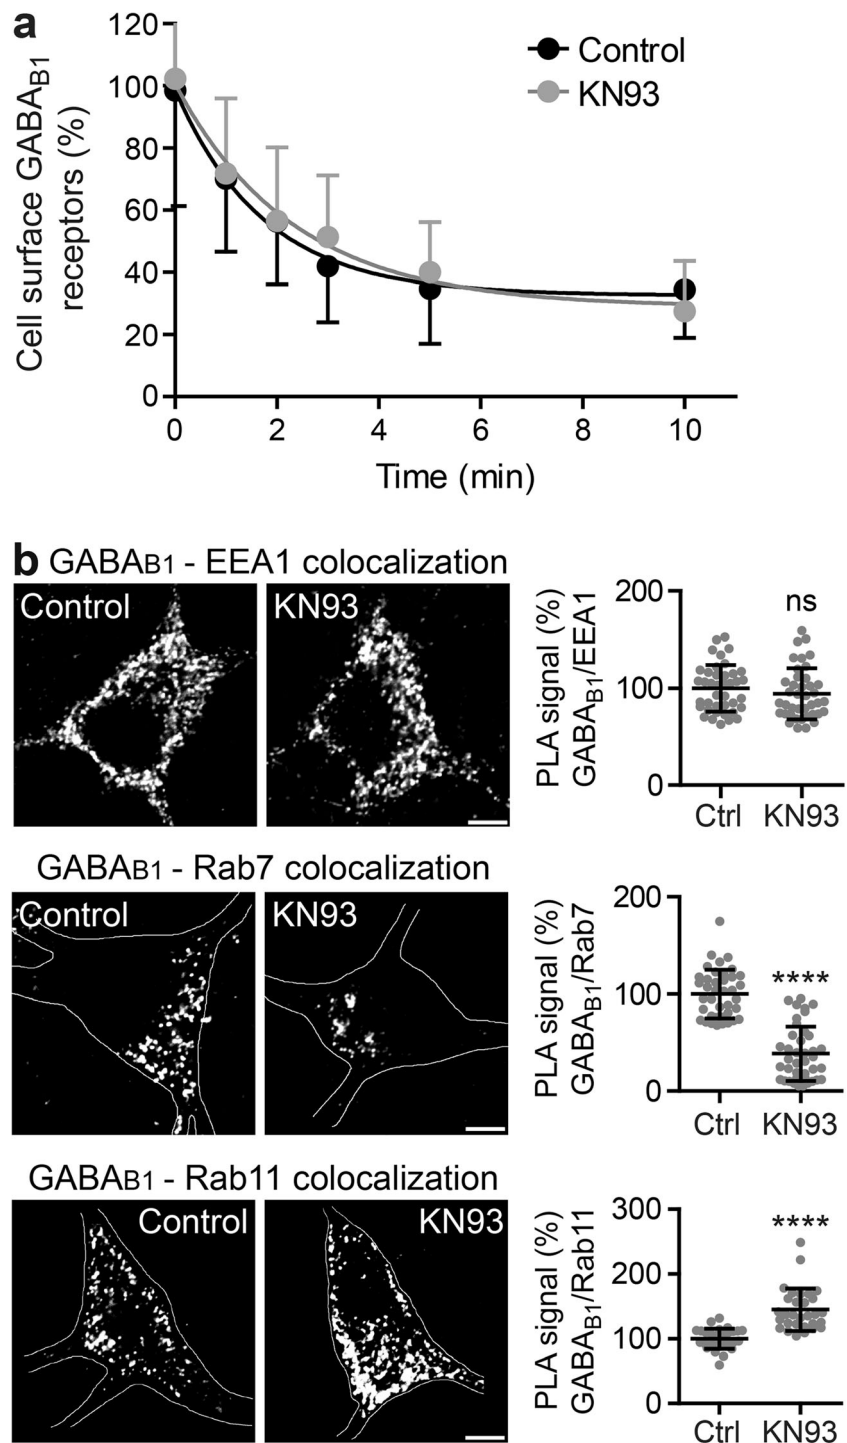 a
120
100
80
60
40
20
0
Cell surface GABAB1
receptors (%)
Control
KN93
0 2 4 6 8 10
Time (min)
b GABAB1 - EEA1 colocalization
Control
KN93
PLA signal (%)
GABAB1/EEA1
200
100
0
ns
Ctrl KN93
GABAB1 - Rab7 colocalization
Control
KN93
PLA signal (%)
GABAB1/Rab7
200
100
0
****
Ctrl KN93
GABAB1 - Rab11 colocalization
Control
KN93
PLA signal (%)
GABAB1/Rab11
300
200
100
0
****
Ctrl KN93